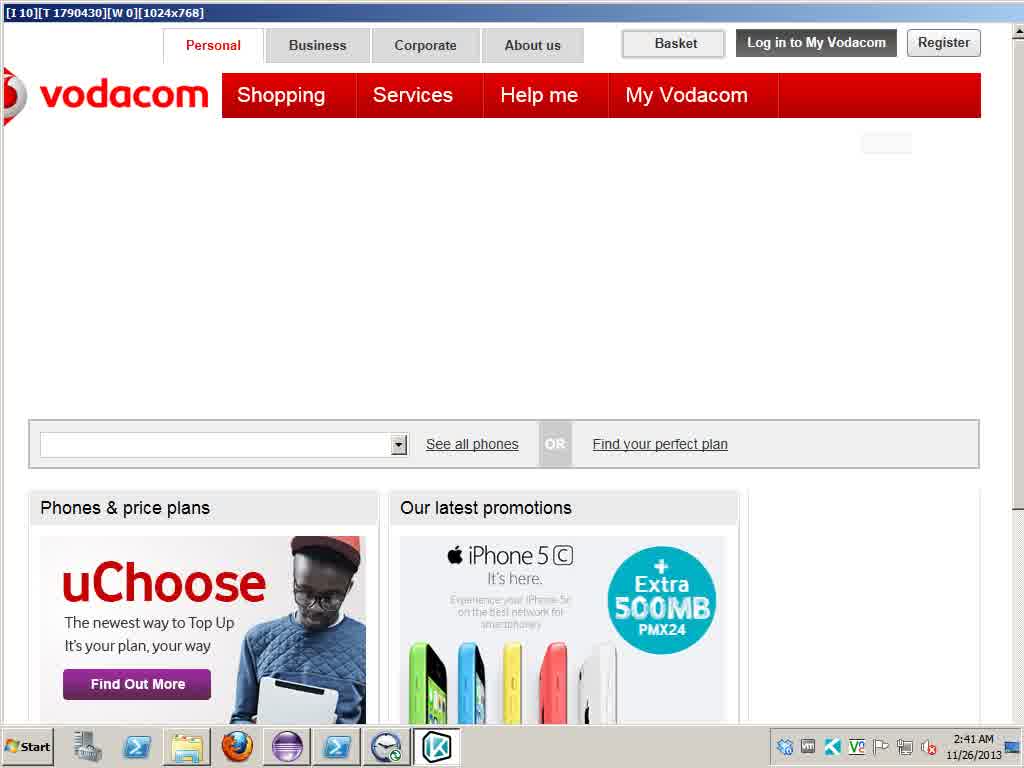 [I 10][T 1790430][W 0][1024x768]
Personal
Business
Corporate
About us
Basket
Log in to My Vodacom
Register
vodacom
Shopping
Services
Help me
My Vodacom
See all phones
OR
Find your perfect plan
Phones & price plans
Our latest promotions
uChoose
The newest way to Top Up
It's your plan, your way
Find Out More
iPhone 5c
It's here.
Experience your iPhone 5c
on the best network for
smartphones
+
Extra
500MB
PMX24
Start
2:41 AM
11/26/2013